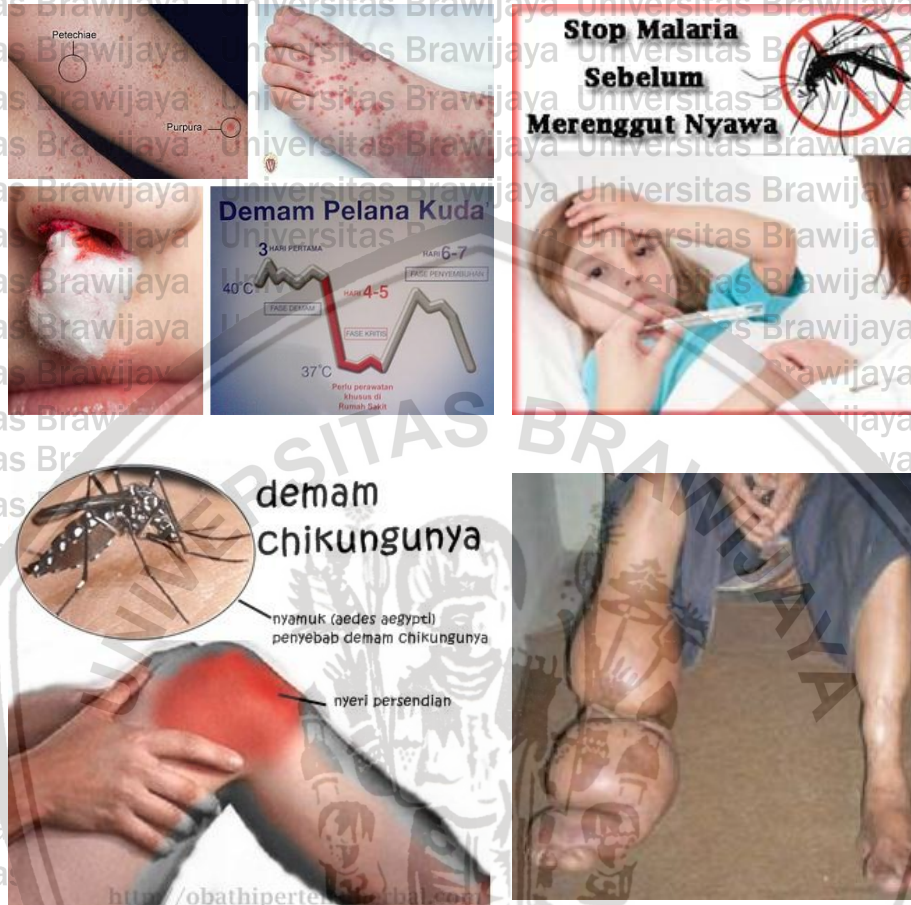 Petechiae
Purpura
Stop Malaria
Sebelum
Merenggut Nyawa
Demam Pelana Kuda
3 HARI PERTAMA
HARI 6-7
FASE PENYEMBUHAN
40°C
HARI 4-5
FASE DEMAM
FASE KRITIS
37°C
Perlu perawatan
khusus di
Rumah Sakit
demam
chikungunya
nyamuk (aedes aegypti)
penyebab demam chikungunya
nyeri persendian
UNIVERSITAS BRAWIJAYA
Universitas Brawijaya